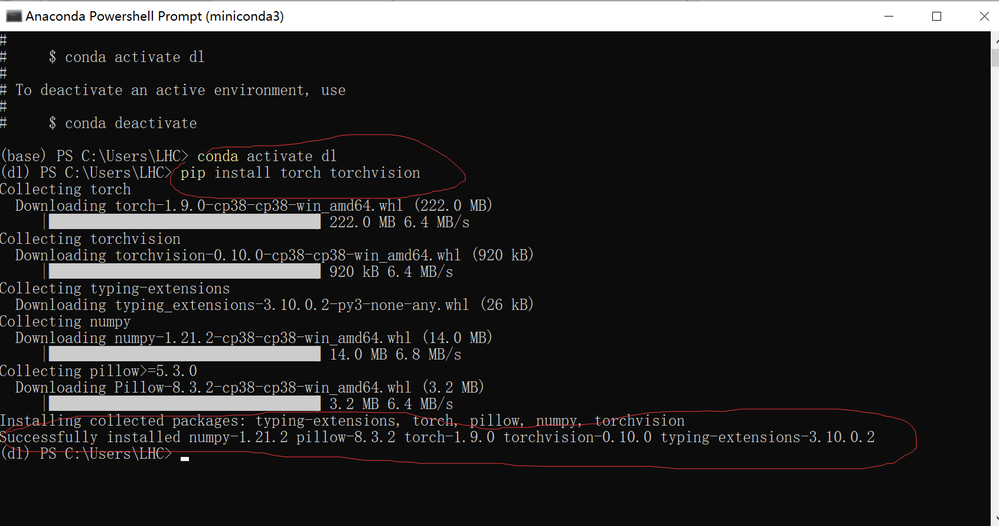 Anaconda Powershell Prompt (miniconda3)
#
#     $ conda activate dl
#
# To deactivate an active environment, use
#
#     $ conda deactivate
(base) PS C:\Users\LHC> conda activate dl
(dl) PS C:\Users\LHC> pip install torch torchvision
Collecting torch
  Downloading torch-1.9.0-cp38-cp38-win_amd64.whl (222.0 MB)
     |████████████████████████████████| 222.0 MB 6.4 MB/s
Collecting torchvision
  Downloading torchvision-0.10.0-cp38-cp38-win_amd64.whl (920 kB)
     |████████████████████████████████| 920 kB 6.4 MB/s
Collecting typing-extensions
  Downloading typing_extensions-3.10.0.2-py3-none-any.whl (26 kB)
Collecting numpy
  Downloading numpy-1.21.2-cp38-cp38-win_amd64.whl (14.0 MB)
     |████████████████████████████████| 14.0 MB 6.8 MB/s
Collecting pillow>=5.3.0
  Downloading Pillow-8.3.2-cp38-cp38-win_amd64.whl (3.2 MB)
     |████████████████████████████████| 3.2 MB 6.4 MB/s
Installing collected packages: typing-extensions, torch, pillow, numpy, torchvision
Successfully installed numpy-1.21.2 pillow-8.3.2 torch-1.9.0 torchvision-0.10.0 typing-extensions-3.10.0.2
(dl) PS C:\Users\LHC>